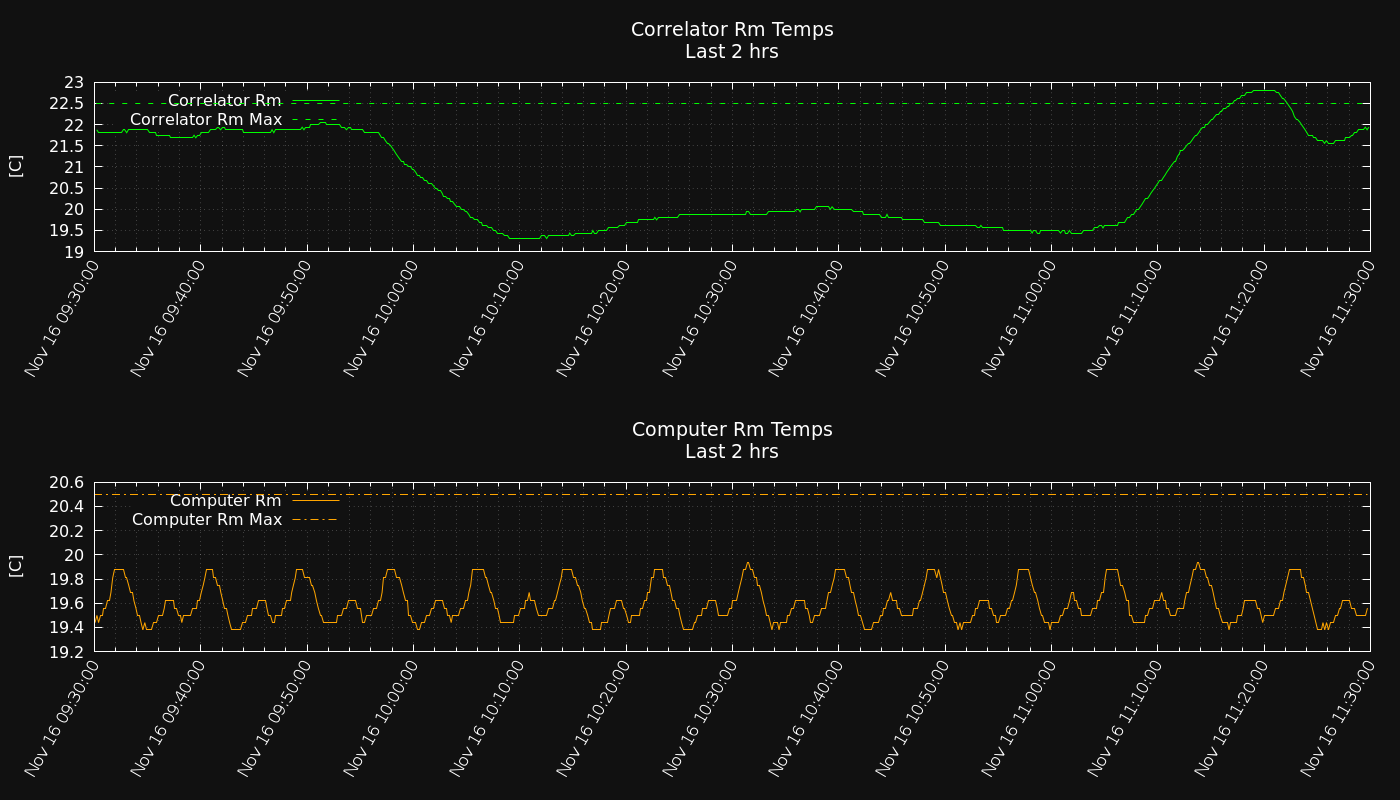 Correlator Rm Temps
Last 2 hrs
[C]
23
22.5
22
21.5
21
20.5
20
19.5
19
Correlator Rm
Correlator Rm Max
Nov 16 09:30:00
Nov 16 09:40:00
Nov 16 09:50:00
Nov 16 10:00:00
Nov 16 10:10:00
Nov 16 10:20:00
Nov 16 10:30:00
Nov 16 10:40:00
Nov 16 10:50:00
Nov 16 11:00:00
Nov 16 11:10:00
Nov 16 11:20:00
Nov 16 11:30:00
Computer Rm Temps
Last 2 hrs
[C]
20.6
20.4
20.2
20
19.8
19.6
19.4
19.2
Computer Rm
Computer Rm Max
Nov 16 09:30:00
Nov 16 09:40:00
Nov 16 09:50:00
Nov 16 10:00:00
Nov 16 10:10:00
Nov 16 10:20:00
Nov 16 10:30:00
Nov 16 10:40:00
Nov 16 10:50:00
Nov 16 11:00:00
Nov 16 11:10:00
Nov 16 11:20:00
Nov 16 11:30:00